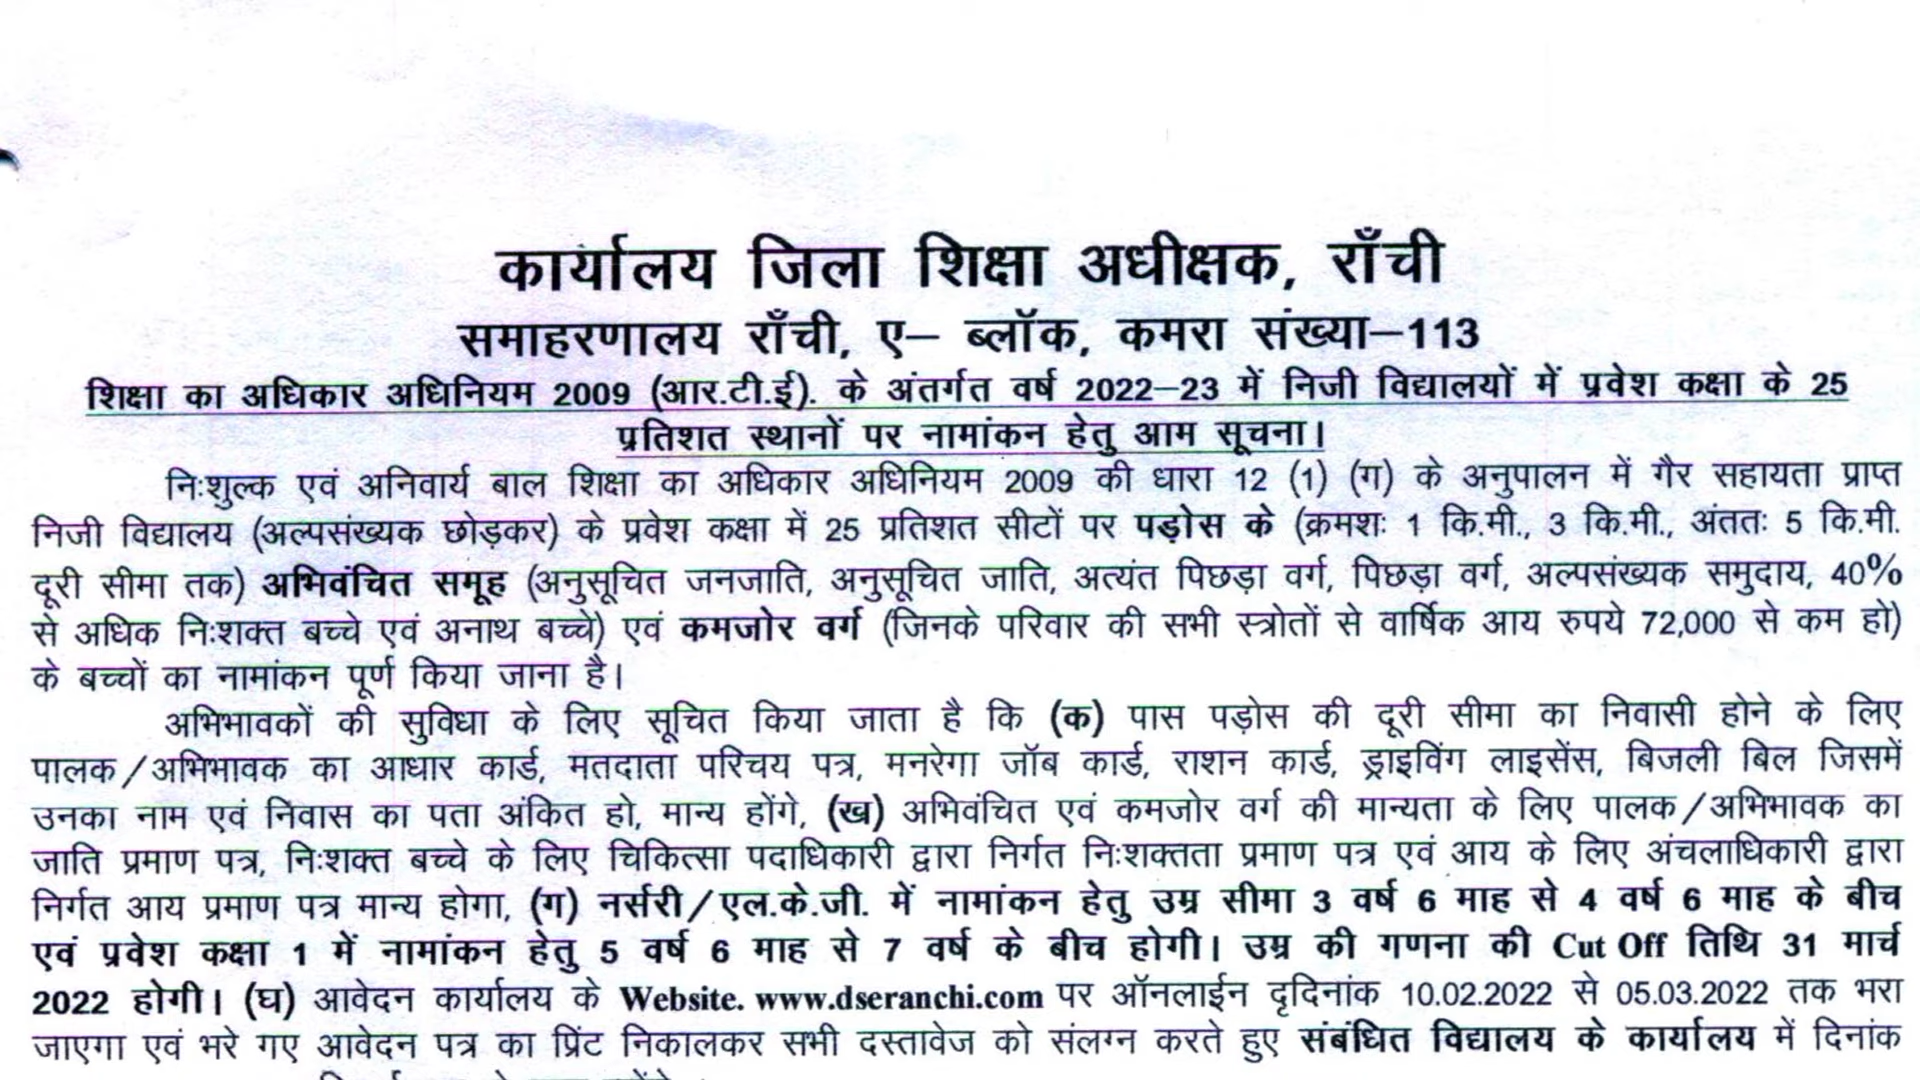 कार्यालय जिला शिक्षा अधीक्षक, राँची
समाहरणालय राँची, ए– ब्लॉक, कमरा संख्या–113
शिक्षा का अधिकार अधिनियम 2009 (आर.टी.ई). के अंतर्गत वर्ष 2022–23 में निजी विद्यालयों में प्रवेश कक्षा के 25
प्रतिशत स्थानों पर नामांकन हेतु आम सूचना।
निःशुल्क एवं अनिवार्य बाल शिक्षा का अधिकार अधिनियम 2009 की धारा 12 (1) (ग) के अनुपालन में गैर सहायता प्राप्त
निजी विद्यालय (अल्पसंख्यक छोड़कर) के प्रवेश कक्षा में 25 प्रतिशत सीटों पर पड़ोस के (क्रमशः 1 कि.मी., 3 कि.मी., अंततः 5 कि.मी.
दूरी सीमा तक) अभिवंचित समूह (अनुसूचित जनजाति, अनुसूचित जाति, अत्यंत पिछड़ा वर्ग, पिछड़ा वर्ग, अल्पसंख्यक समुदाय, 40%
से अधिक निःशक्त बच्चे एवं अनाथ बच्चे) एवं कमजोर वर्ग (जिनके परिवार की सभी स्त्रोतों से वार्षिक आय रुपये 72,000 से कम हो)
के बच्चों का नामांकन पूर्ण किया जाना है।
अभिभावकों की सुविधा के लिए सूचित किया जाता है कि (क) पास पड़ोस की दूरी सीमा का निवासी होने के लिए
पालक/अभिभावक का आधार कार्ड, मतदाता परिचय पत्र, मनरेगा जॉब कार्ड, राशन कार्ड, ड्राइविंग लाइसेंस, बिजली बिल जिसमें
उनका नाम एवं निवास का पता अंकित हो, मान्य होंगे, (ख) अभिवंचित एवं कमजोर वर्ग की मान्यता के लिए पालक/अभिभावक का
जाति प्रमाण पत्र, निःशक्त बच्चे के लिए चिकित्सा पदाधिकारी द्वारा निर्गत निःशक्तता प्रमाण पत्र एवं आय के लिए अंचलाधिकारी द्वारा
निर्गत आय प्रमाण पत्र मान्य होगा, (ग) नर्सरी/एल.के.जी. में नामांकन हेतु उम्र सीमा 3 वर्ष 6 माह से 4 वर्ष 6 माह के बीच
एवं प्रवेश कक्षा 1 में नामांकन हेतु 5 वर्ष 6 माह से 7 वर्ष के बीच होगी। उम्र की गणना की Cut Off तिथि 31 मार्च
2022 होगी। (घ) आवेदन कार्यालय के Website. www.dseranchi.com पर ऑनलाईन दृदिनांक 10.02.2022 से 05.03.2022 तक भरा
जाएगा एवं भरे गए आवेदन पत्र का प्रिंट निकालकर सभी दस्तावेज को संलग्न करते हुए संबंधित विद्यालय के कार्यालय में दिनांक